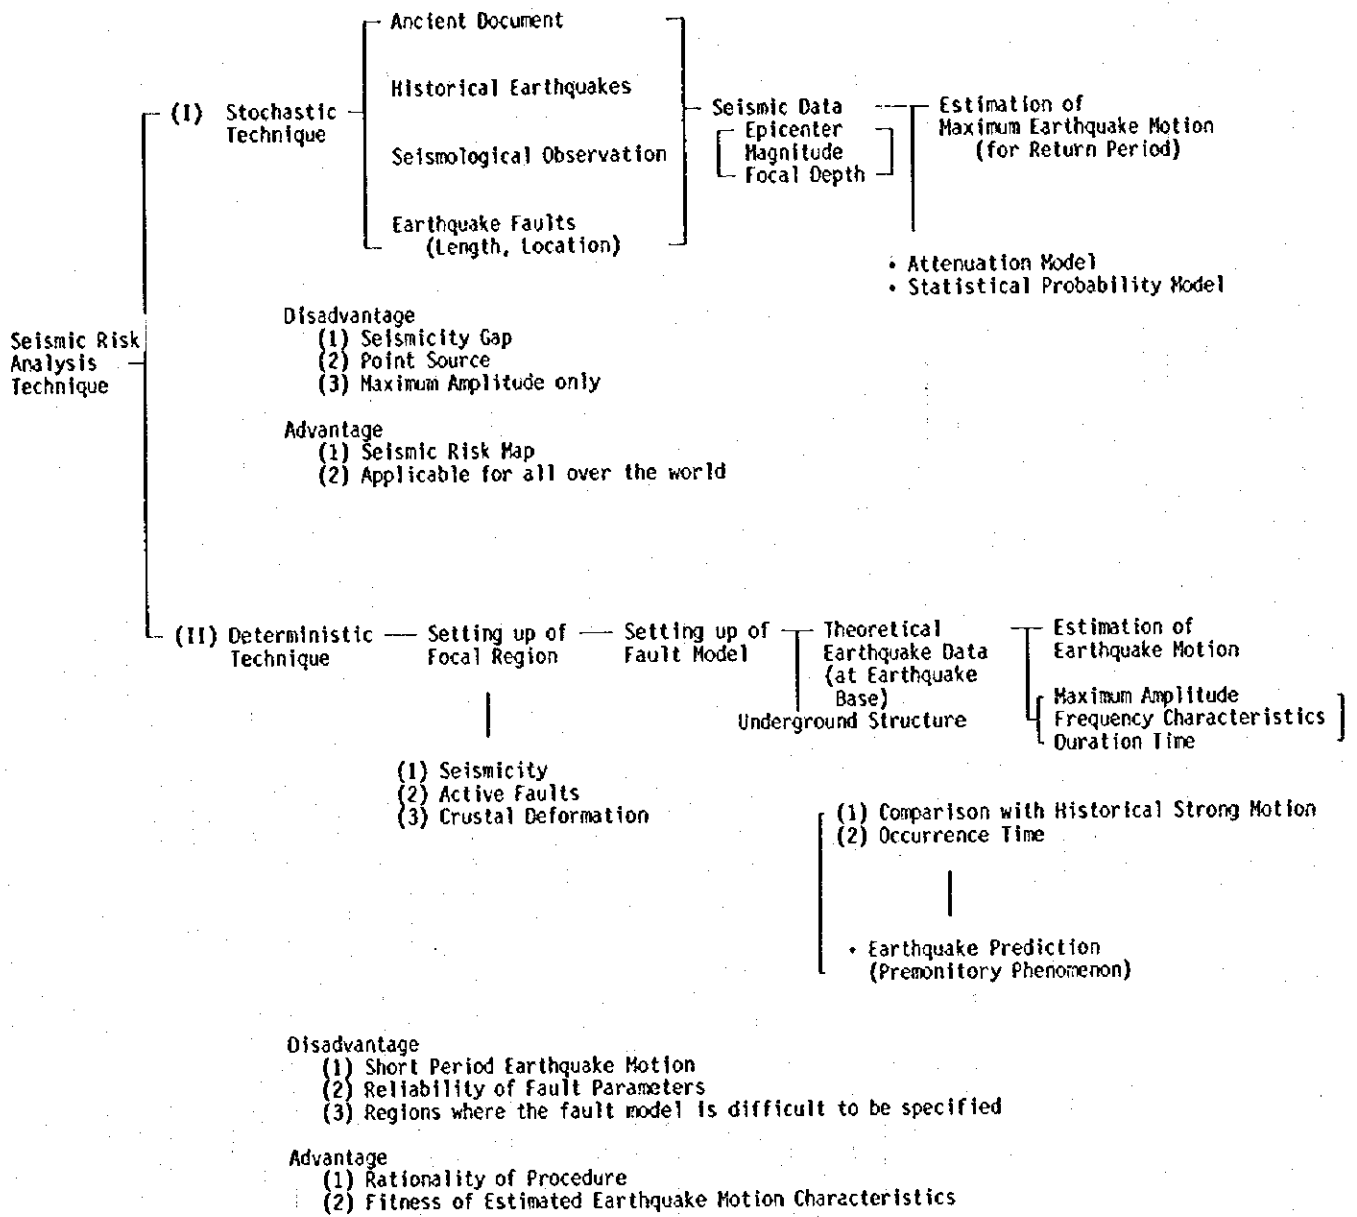 Seismic Risk
Analysis
Technique
(I) Stochastic
Technique
Ancient Document
Historical Earthquakes
Seismological Observation
Earthquake Faults
(Length, Location)
Seismic Data
Epicenter
Magnitude
Focal Depth
Estimation of
Maximum Earthquake Motion
(for Return Period)
• Attenuation Model
• Statistical Probability Model
Disadvantage
(1) Seismicity Gap
(2) Point Source
(3) Maximum Amplitude only
Advantage
(1) Seismic Risk Map
(2) Applicable for all over the world
(II) Deterministic
Technique
Setting up of
Focal Region
(1) Seismicity
(2) Active Faults
(3) Crustal Deformation
Setting up of
Fault Model
Theoretical
Earthquake Data
(at Earthquake
Base)
Underground Structure
Estimation of
Earthquake Motion
Maximum Amplitude
Frequency Characteristics
Duration Time
(1) Comparison with Historical Strong Motion
(2) Occurrence Time
• Earthquake Prediction
(Premonitory Phenomenon)
Disadvantage
(1) Short Period Earthquake Motion
(2) Reliability of Fault Parameters
(3) Regions where the fault model is difficult to be specified
Advantage
(1) Rationality of Procedure
(2) Fitness of Estimated Earthquake Motion Characteristics